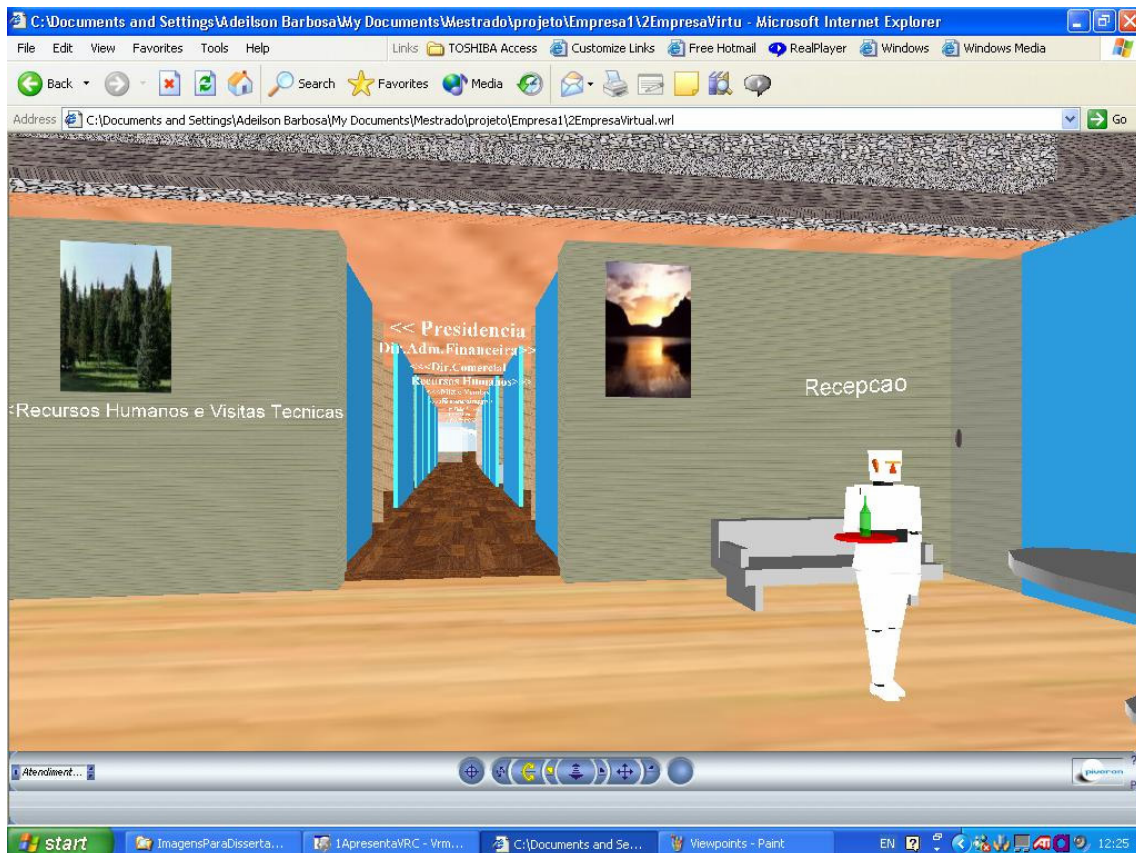 C:\Documents and Settings\Adeilson Barbosa\My Documents\Mestrado\projeto\Empresa1\2EmpresaVirtu - Microsoft Internet Explorer
File Edit View Favorites Tools Help Links TOSHIBA Access Customize Links Free Hotmail RealPlayer Windows Windows Media
Back Search Favorites Media
Address C:\Documents and Settings\Adeilson Barbosa\My Documents\Mestrado\projeto\Empresa1\2EmpresaVirtual.wrl Go
<< Presidencia
Dir.Adm.Financeira>>
<<<Dir.Comercial
Recursos Humanos>>
Recepcao
<Recursos Humanos e Visitas Tecnicas
Atendiment...
start ImagensParaDisserta... 1ApresentaVRC - Vrm... C:\Documents and Se... Viewpoints - Paint EN 12:25